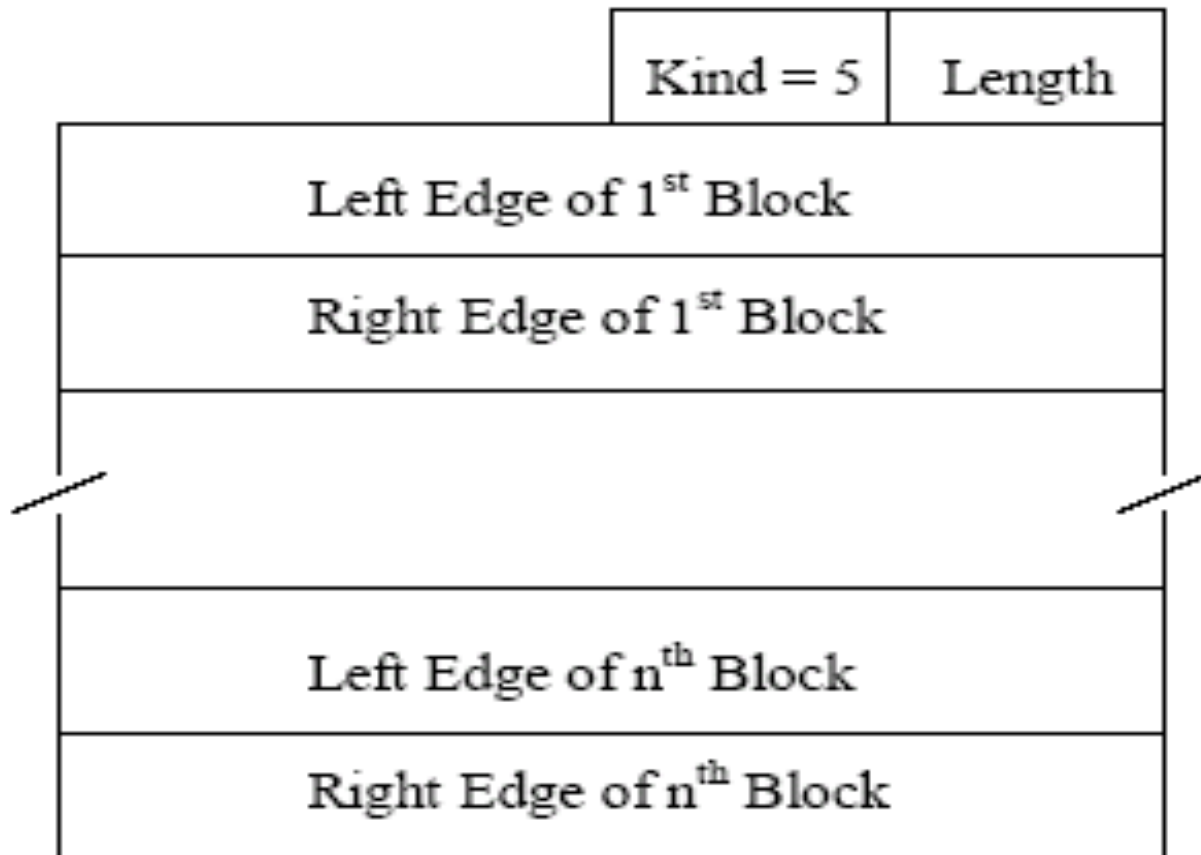 Kind = 5 Length
Left Edge of 1st Block
Right Edge of 1st Block
Left Edge of nth Block
Right Edge of nth Block